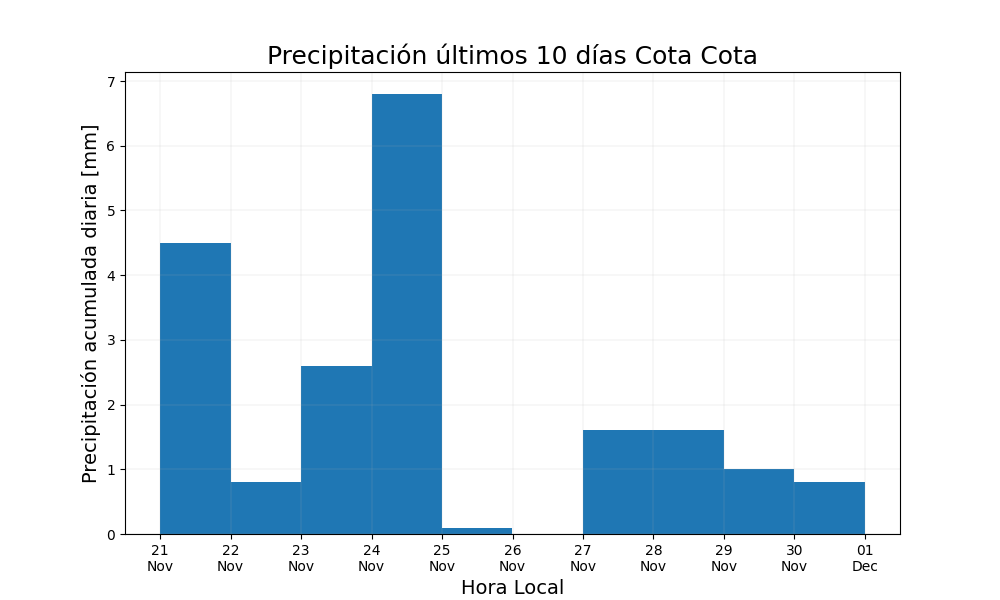 Precipitación últimos 10 días Cota Cota
Precipitación acumulada diaria [mm]
7
6
5
4
3
2
1
0
21 Nov
22 Nov
23 Nov
24 Nov
25 Nov
26 Nov
27 Nov
28 Nov
29 Nov
30 Nov
01 Dec
Hora Local